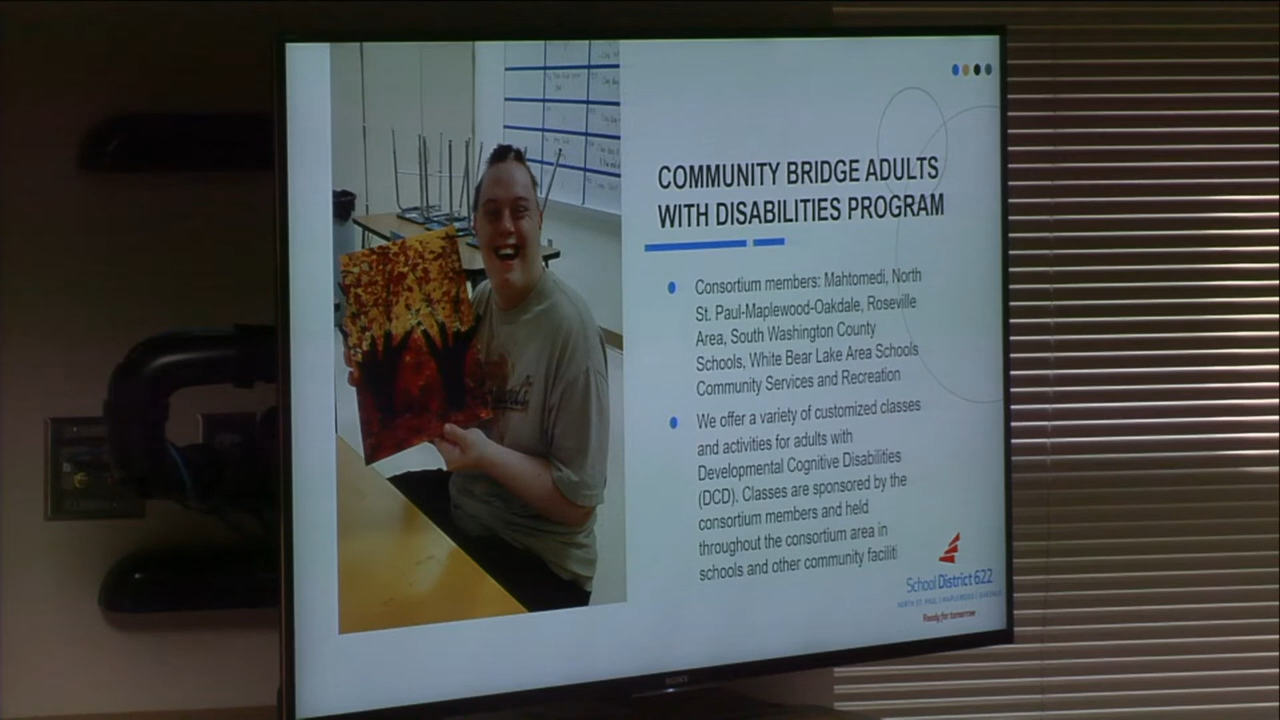 COMMUNITY BRIDGE ADULTS
WITH DISABILITIES PROGRAM
Consortium members: Mahtomedi, North
St. Paul-Maplewood-Oakdale, Roseville
Area, South Washington County
Schools, White Bear Lake Area Schools
Community Services and Recreation
We offer a variety of customized classes
and activities for adults with
Developmental Cognitive Disabilities
(DCD). Classes are sponsored by the
consortium members and held
throughout the consortium area in
schools and other community faciliti
School District 622
NORTH ST. PAUL | MAPLEWOOD | OAKDALE
Ready for tomorrow
SONY